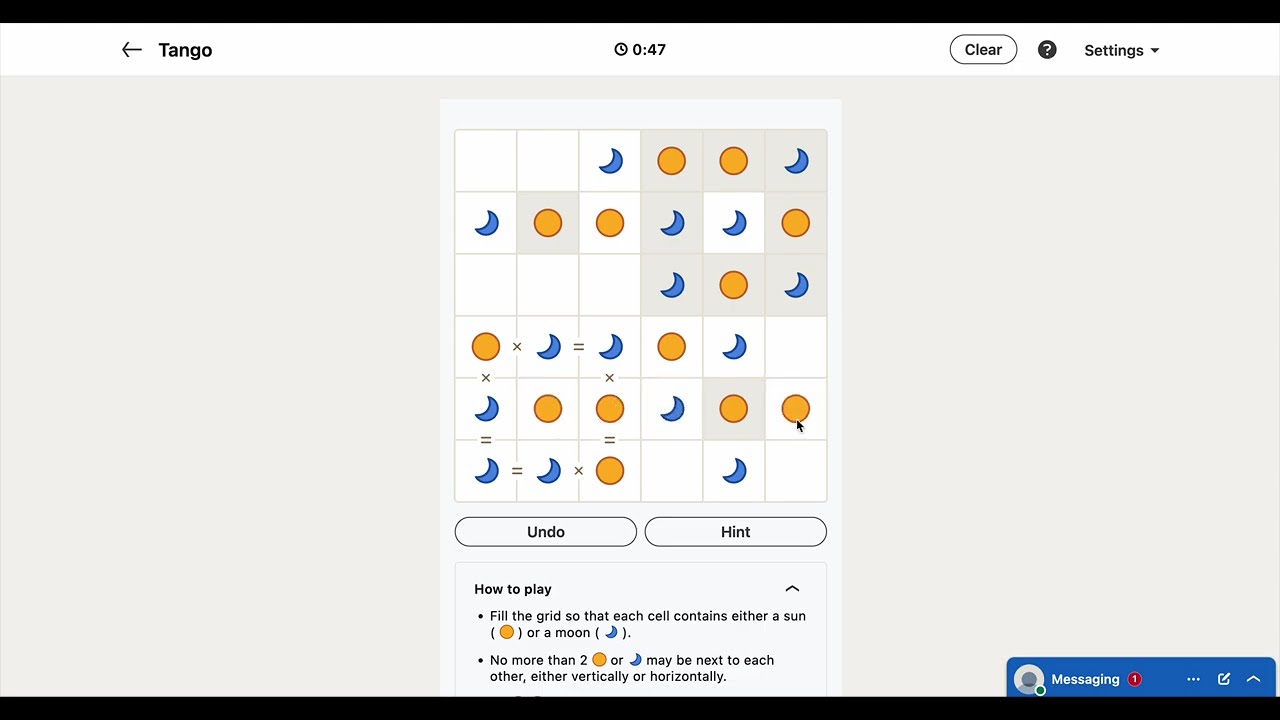 Tango
0:47
Clear
?
Settings
×
=
×
×
=
=
=
×
Undo
Hint
How to play
• Fill the grid so that each cell contains either a sun
( ) or a moon ( ).
• No more than 2 or may be next to each
other, either vertically or horizontally.
Messaging 1